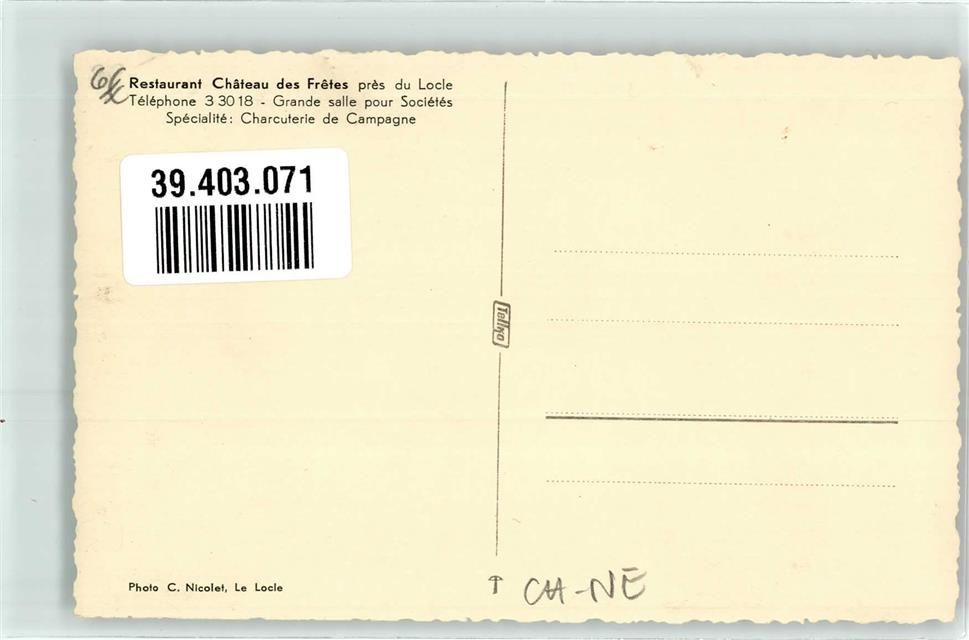 Restaurant Château des Frêtes près du Locle
Téléphone 3 30 18 - Grande salle pour Sociétés
Spécialité: Charcuterie de Campagne
39.403.071
Photo C. Nicolet, Le Locle
CH-NE